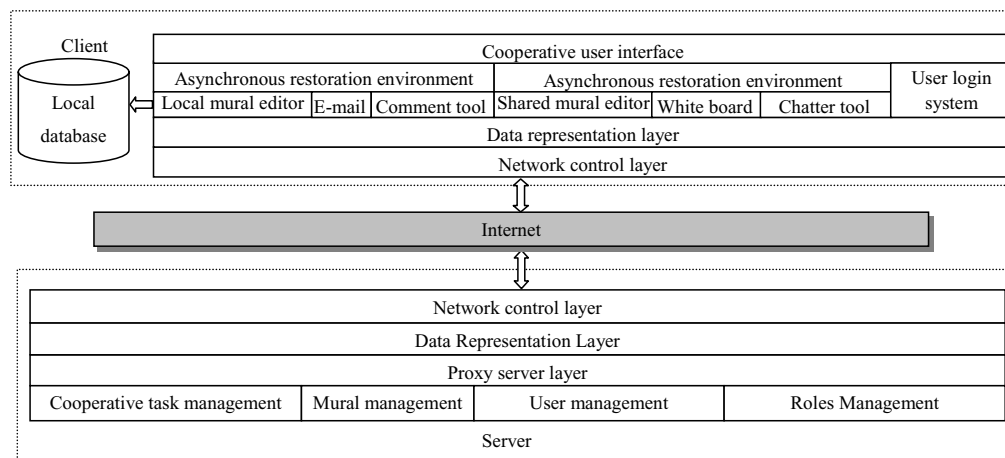 Client
Local
database
Cooperative user interface
Asynchronous restoration environment
Asynchronous restoration environment
User login
system
Local mural editor
E-mail
Comment tool
Shared mural editor
White board
Chatter tool
Data representation layer
Network control layer
Internet
Network control layer
Data Representation Layer
Proxy server layer
Cooperative task management
Mural management
User management
Roles Management
Server